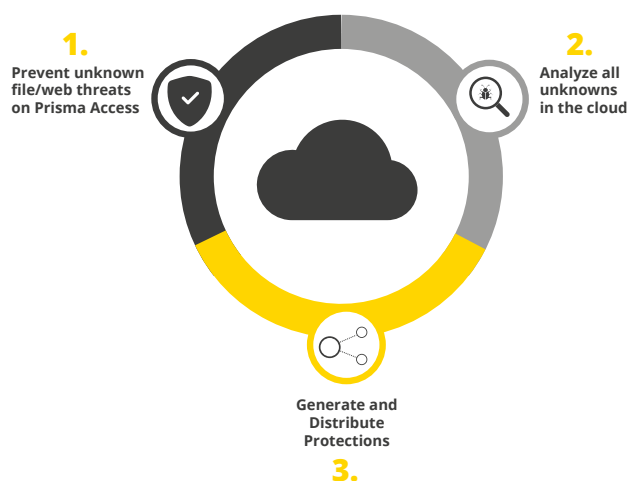 1.
Prevent unknown
file/web threats
on Prisma Access
2.
Analyze all
unknowns
in the cloud
Generate and
Distribute
Protections
3.